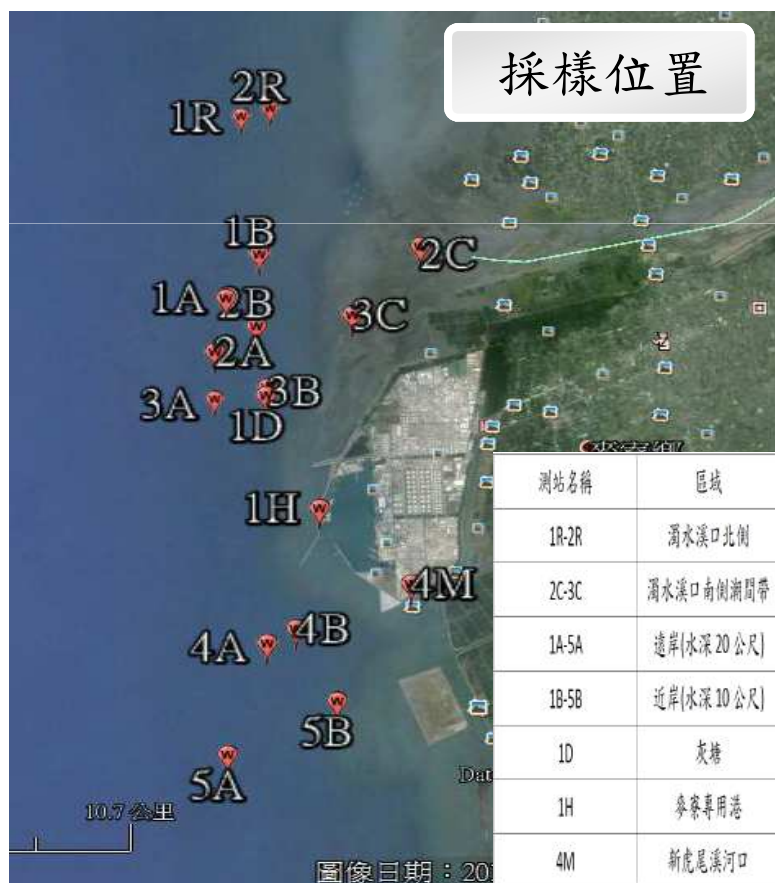 採樣位置
2R
1R
1B
2C
1A
2B
3C
2A
3A
3B
1D
1H
4M
4B
4A
5B
5A
Dat
10.7 公里
圖像日期：201
測站名稱 區域
1R-2R 濁水溪口北側
2C-3C 濁水溪口南側潮間帶
1A-5A 遠岸(水深20公尺)
1B-5B 近岸(水深10公尺)
1D 灰塘
1H 麥寮專用港
4M 新虎尾溪河口